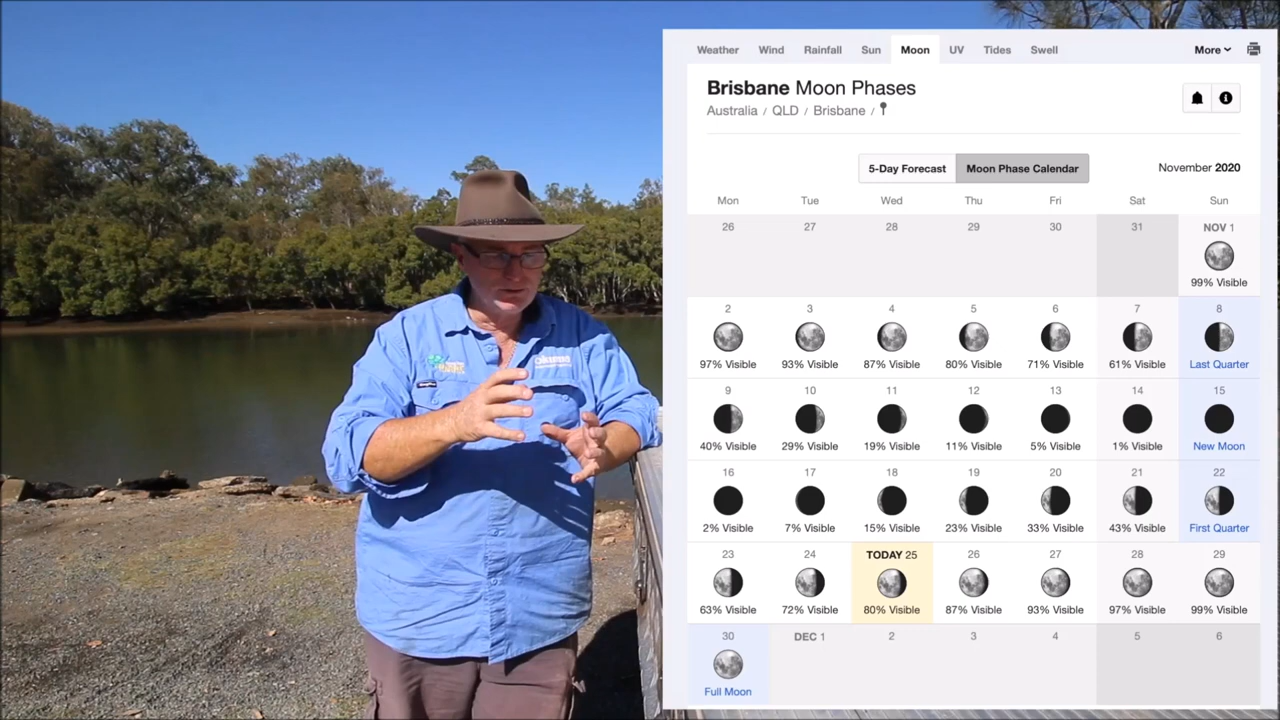 Weather Wind Rainfall Sun Moon UV Tides Swell More
Brisbane Moon Phases
Australia / QLD / Brisbane /
5-Day Forecast Moon Phase Calendar November 2020
Mon Tue Wed Thu Fri Sat Sun
26 27 28 29 30 31 NOV 1
99% Visible
2 3 4 5 6 7 8
97% Visible 93% Visible 87% Visible 80% Visible 71% Visible 61% Visible Last Quarter
9 10 11 12 13 14 15
40% Visible 29% Visible 19% Visible 11% Visible 5% Visible 1% Visible New Moon
16 17 18 19 20 21 22
2% Visible 7% Visible 15% Visible 23% Visible 33% Visible 43% Visible First Quarter
23 24 TODAY 25 26 27 28 29
63% Visible 72% Visible 80% Visible 87% Visible 93% Visible 97% Visible 99% Visible
30 DEC 1 2 3 4 5 6
Full Moon